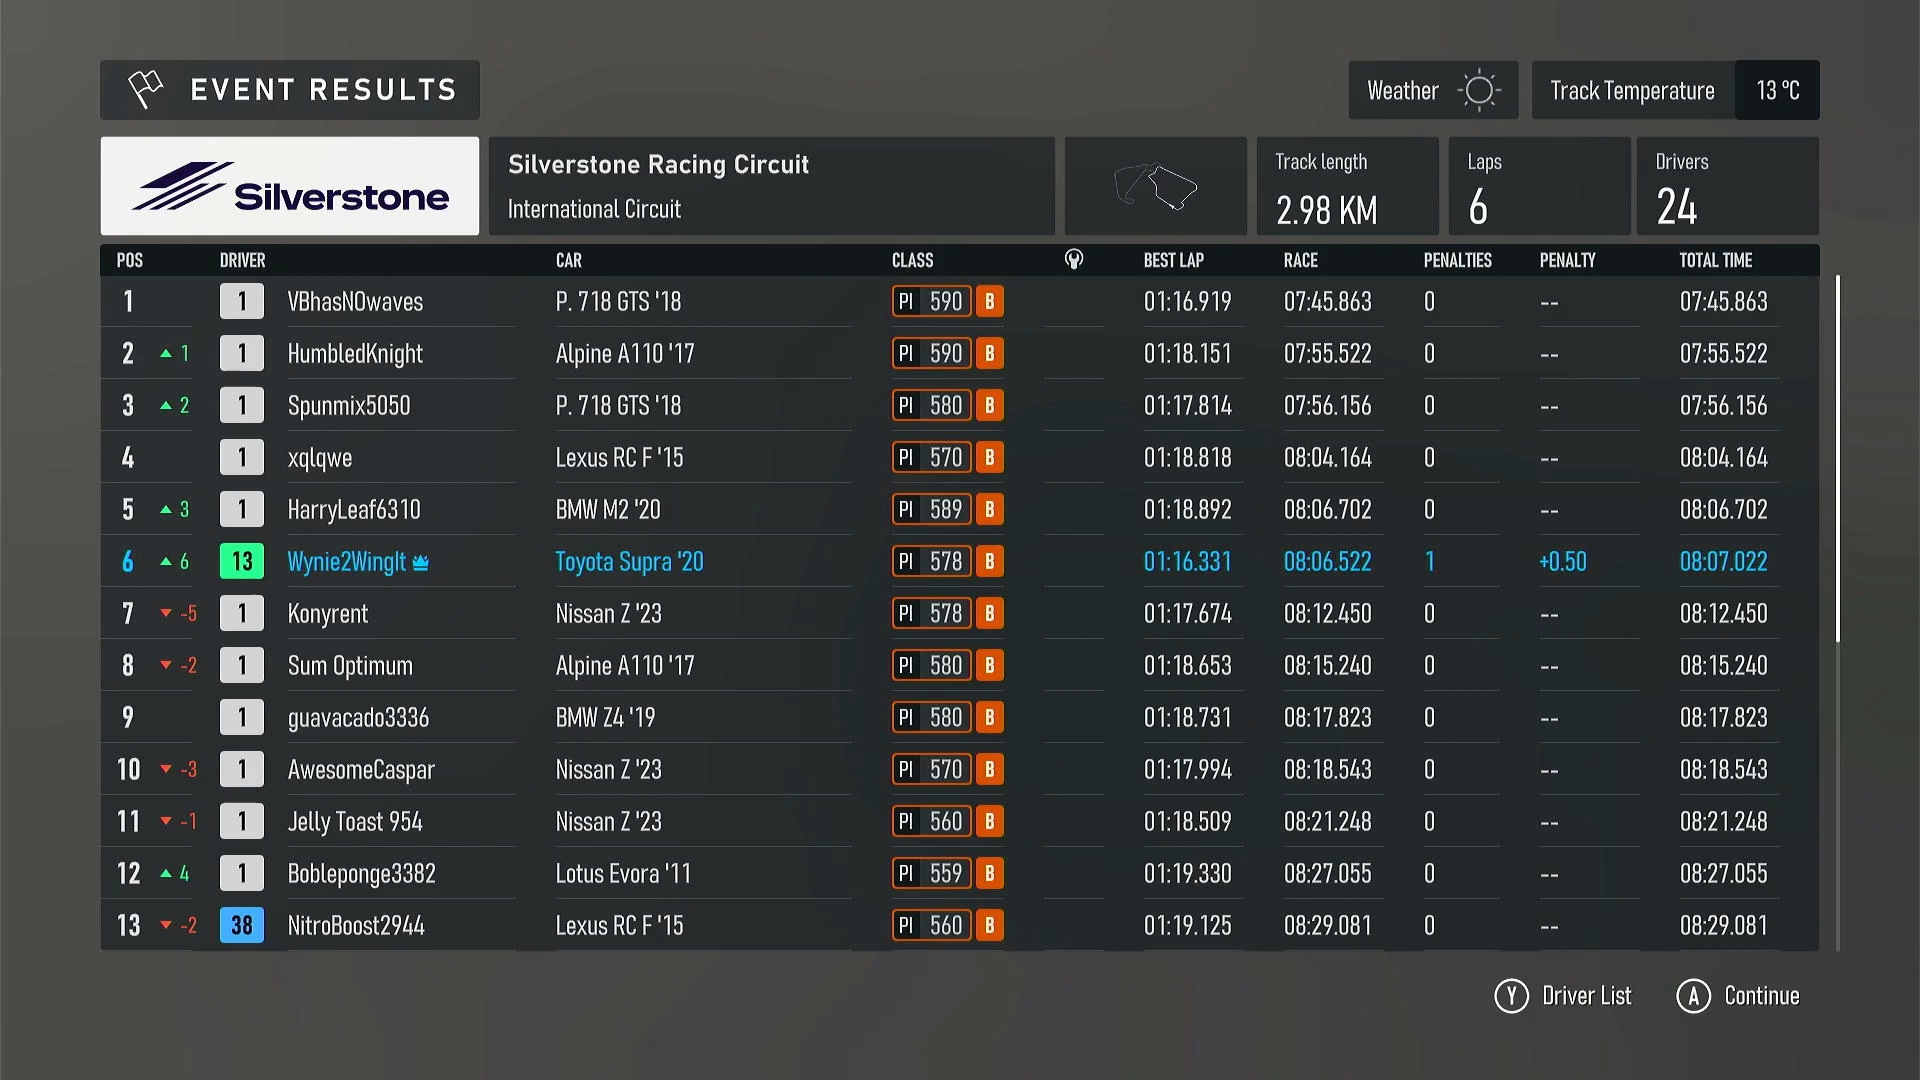 EVENT RESULTS
Weather
Track Temperature 13 °C
Silverstone
Silverstone Racing Circuit
International Circuit
Track length
2.98 KM
Laps
6
Drivers
24
POS DRIVER CAR CLASS BEST LAP RACE PENALTIES PENALTY TOTAL TIME
1 1 VBhasNOwaves P. 718 GTS '18 PI 590 B 01:16.919 07:45.863 0 -- 07:45.863
2 ▲ 1 1 HumbledKnight Alpine A110 '17 PI 590 B 01:18.151 07:55.522 0 -- 07:55.522
3 ▲ 2 1 Spunmix5050 P. 718 GTS '18 PI 580 B 01:17.814 07:56.156 0 -- 07:56.156
4 1 xqlqwe Lexus RC F '15 PI 570 B 01:18.818 08:04.164 0 -- 08:04.164
5 ▲ 3 1 HarryLeaf6310 BMW M2 '20 PI 589 B 01:18.892 08:06.702 0 -- 08:06.702
6 ▲ 6 13 Wynie2WingIt Toyota Supra '20 PI 578 B 01:16.331 08:06.522 1 +0.50 08:07.022
7 ▼ -5 1 Konyrent Nissan Z '23 PI 578 B 01:17.674 08:12.450 0 -- 08:12.450
8 ▼ -2 1 Sum Optimum Alpine A110 '17 PI 580 B 01:18.653 08:15.240 0 -- 08:15.240
9 1 guavacado3336 BMW Z4 '19 PI 580 B 01:18.731 08:17.823 0 -- 08:17.823
10 ▼ -3 1 AwesomeCaspar Nissan Z '23 PI 570 B 01:17.994 08:18.543 0 -- 08:18.543
11 ▼ -1 1 Jelly Toast 954 Nissan Z '23 PI 560 B 01:18.509 08:21.248 0 -- 08:21.248
12 ▲ 4 1 Bobleponge3382 Lotus Evora '11 PI 559 B 01:19.330 08:27.055 0 -- 08:27.055
13 ▼ -2 38 NitroBoost2944 Lexus RC F '15 PI 560 B 01:19.125 08:29.081 0 -- 08:29.081
Y Driver List A Continue